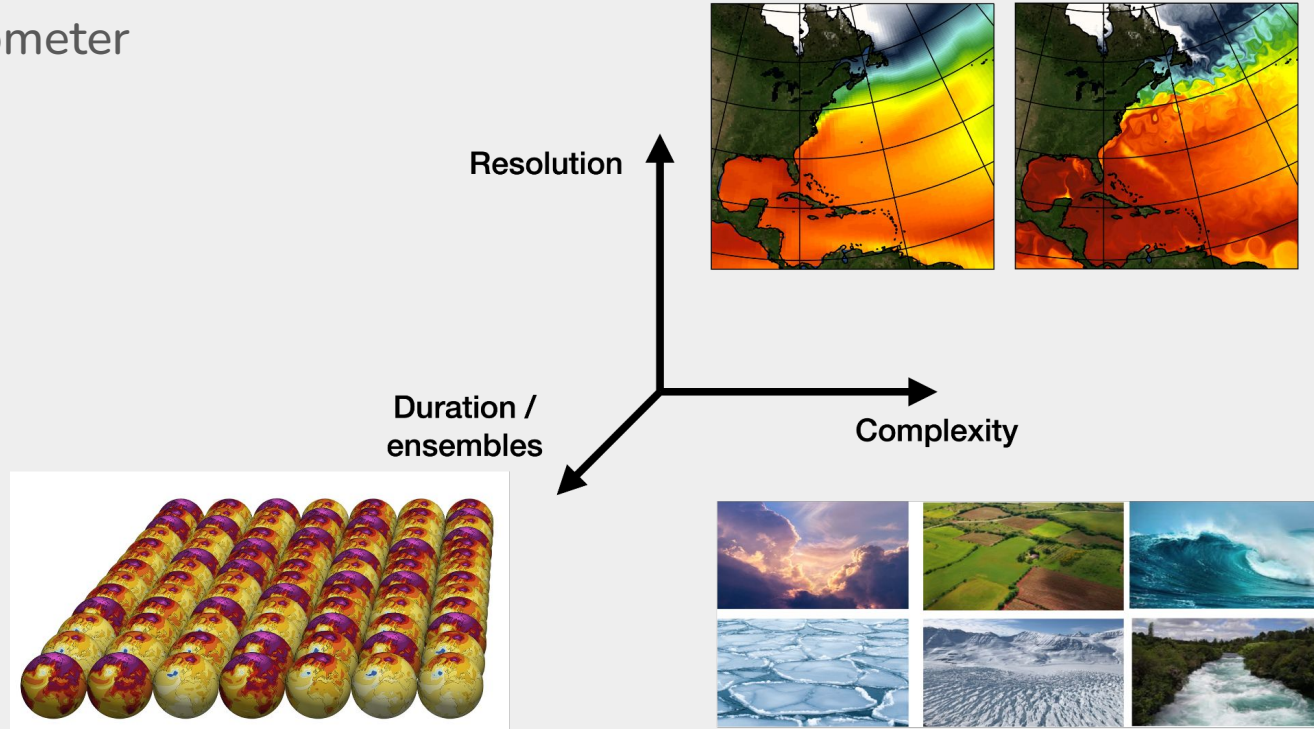 ometer
Resolution
Duration /
ensembles
Complexity